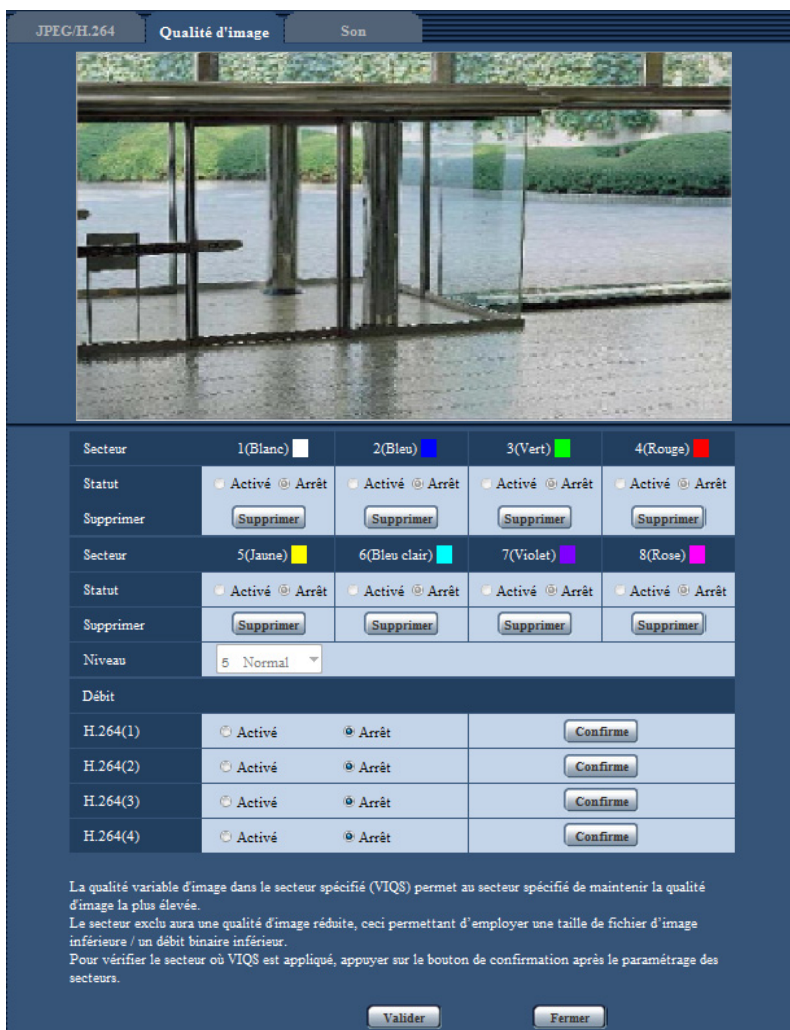 JPEG/H.264 Qualité d'image Son
Secteur 1(Blanc) 2(Bleu) 3(Vert) 4(Rouge)
Statut Activé Arrêt Activé Arrêt Activé Arrêt Activé Arrêt
Supprimer Supprimer Supprimer Supprimer Supprimer
Secteur 5(Jaune) 6(Bleu clair) 7(Violet) 8(Rose)
Statut Activé Arrêt Activé Arrêt Activé Arrêt Activé Arrêt
Supprimer Supprimer Supprimer Supprimer Supprimer
Niveau 5 Normal
Débit
H.264(1) Activé Arrêt Confirme
H.264(2) Activé Arrêt Confirme
H.264(3) Activé Arrêt Confirme
H.264(4) Activé Arrêt Confirme
La qualité variable d'image dans le secteur spécifié (VIQS) permet au secteur spécifié de maintenir la qualité
d'image la plus élevée.
Le secteur exclu aura une qualité d'image réduite, ceci permettant d'employer une taille de fichier d'image
inférieure / un débit binaire inférieur.
Pour vérifier le secteur où VIQS est appliqué, appuyer sur le bouton de confirmation après le paramétrage des
secteurs.
Valider Fermer